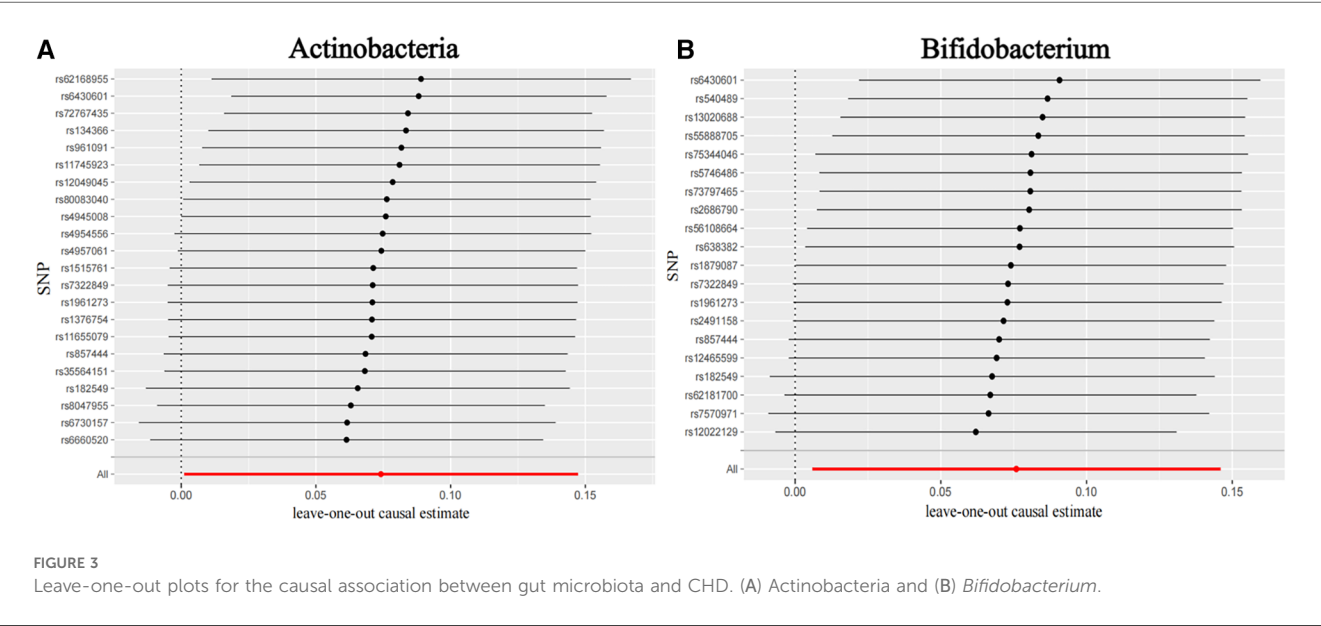 A
Actinobacteria
rs62168955
rs6430601
rs72767435
rs134366
rs961091
rs11745923
rs12049045
rs80083040
rs4945008
rs4954556
rs4957061
rs1515761
rs7322849
rs1961273
rs1376754
rs11655079
rs857444
rs35564151
rs182549
rs8047955
rs6730157
rs6660520
All
SNP
0.00 0.05 0.10 0.15
leave-one-out causal estimate
B
Bifidobacterium
rs6430601
rs540489
rs13020688
rs55888705
rs75344046
rs5746486
rs73797465
rs2686790
rs56108664
rs638382
rs1879087
rs7322849
rs1961273
rs2491158
rs857444
rs12465599
rs182549
rs62181700
rs7570971
rs12022129
All
SNP
0.00 0.05 0.10 0.15
leave-one-out causal estimate
FIGURE 3
Leave-one-out plots for the causal association between gut microbiota and CHD. (A) Actinobacteria and (B) Bifidobacterium.